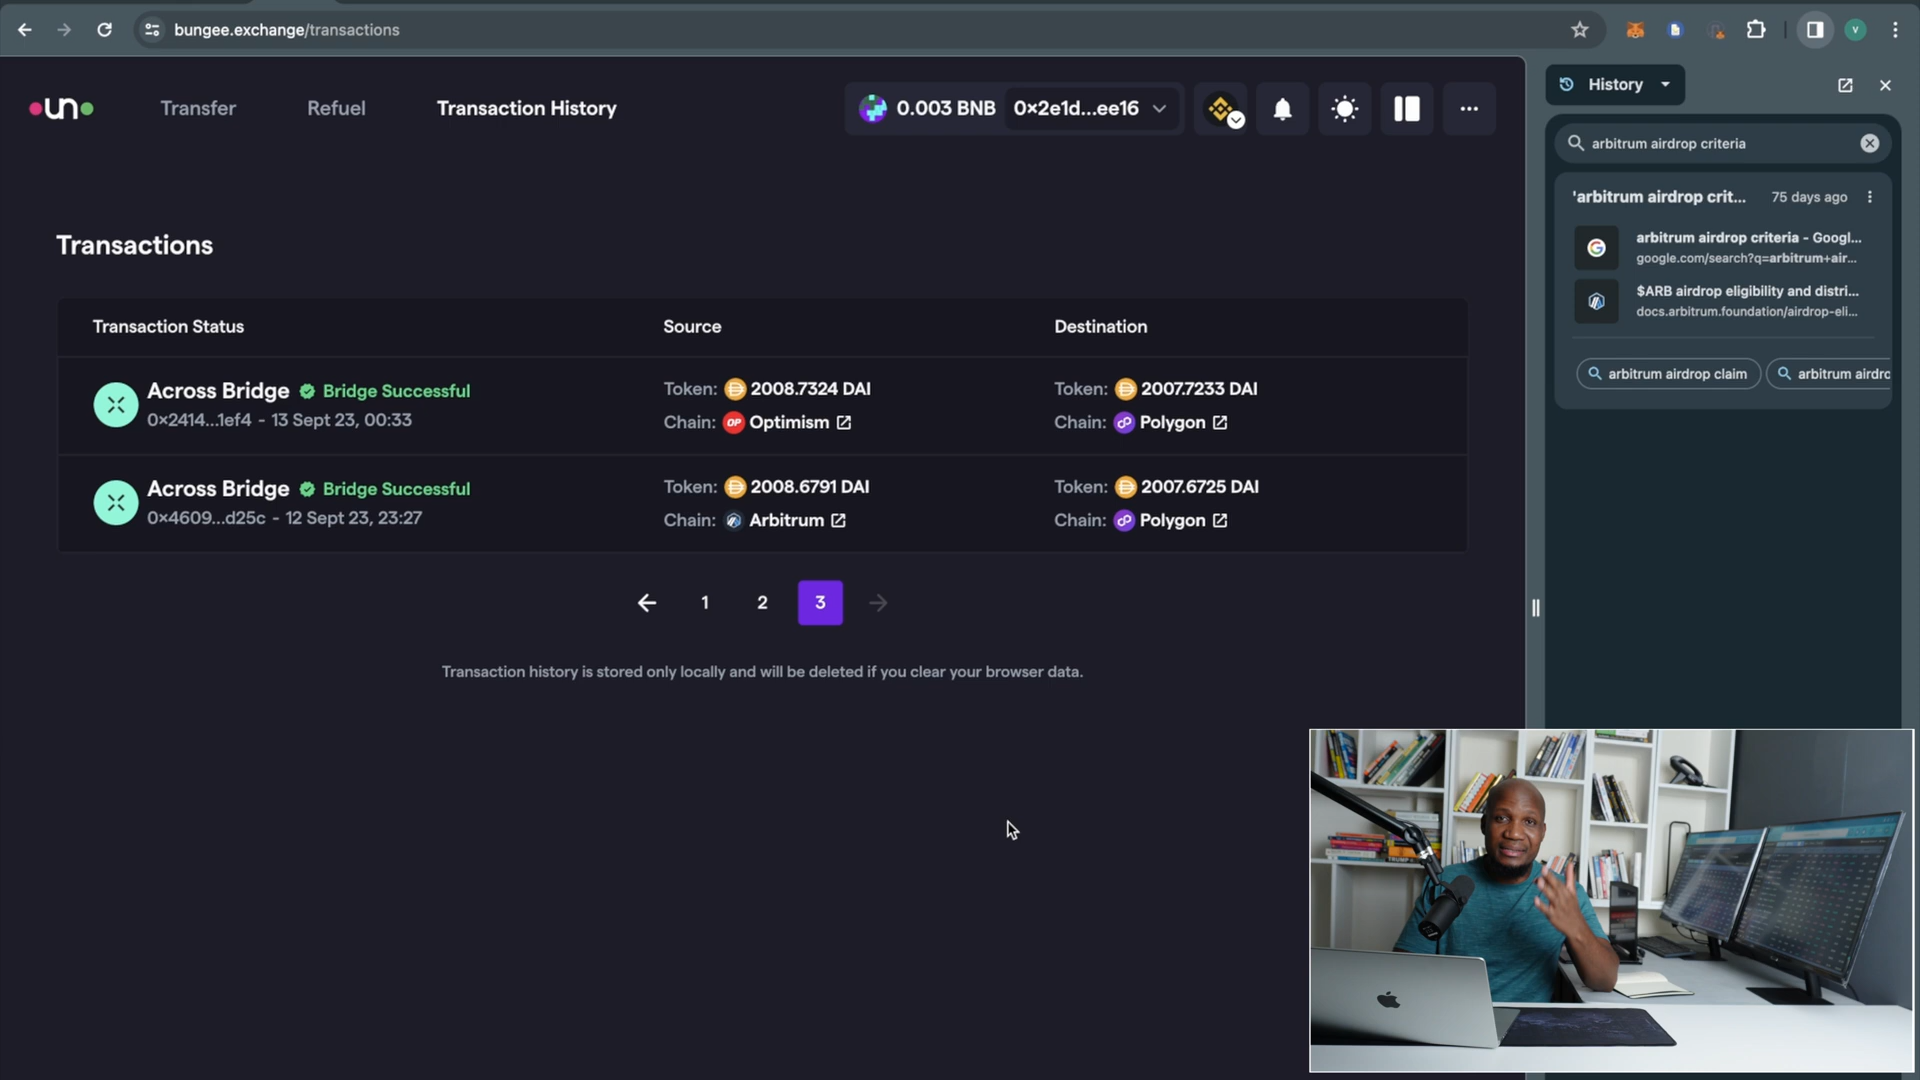 bungee.exchange/transactions
V
uno
Transfer
Refuel
Transaction History
0.003 BNB
0x2e1d...ee16
Transactions
Transaction Status
Source
Destination
Across Bridge
Bridge Successful
0x2414...1ef4 - 13 Sept 23, 00:33
Token: 2008.7324 DAI
Chain: OP Optimism
Token: 2007.7233 DAI
Chain: Polygon
Across Bridge
Bridge Successful
0x4609...d25c - 12 Sept 23, 23:27
Token: 2008.6791 DAI
Chain: Arbitrum
Token: 2007.6725 DAI
Chain: Polygon
1
2
3
Transaction history is stored only locally and will be deleted if you clear your browser data.
History
arbitrum airdrop criteria
'arbitrum airdrop crit...
75 days ago
G
arbitrum airdrop criteria - Googl...
google.com/search?q=arbitrum+air...
$ARB airdrop eligibility and distri...
docs.arbitrum.foundation/airdrop-eli...
arbitrum airdrop claim
arbitrum airdro
TRUMP